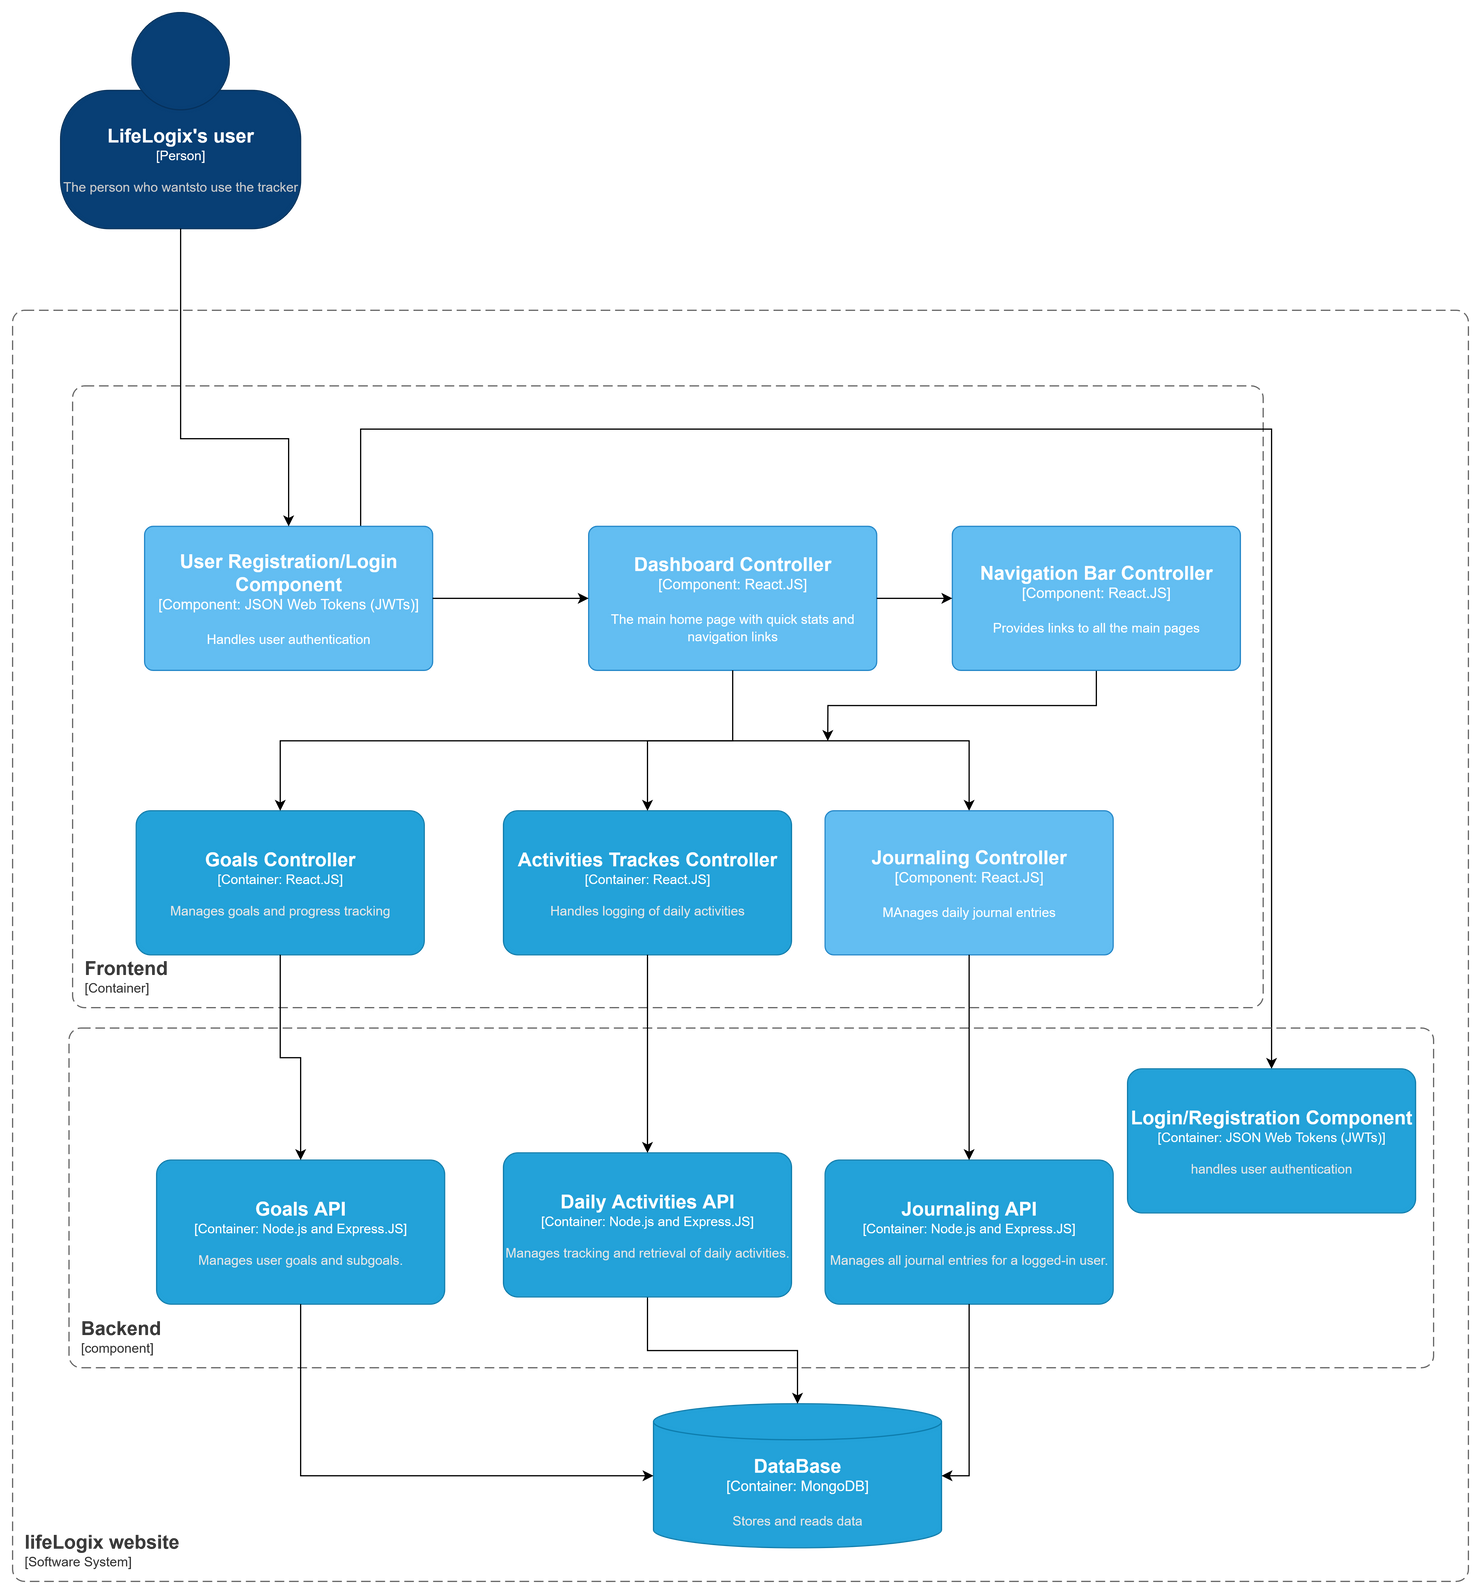 LifeLogix's user
[Person]
The person who wantsto use the tracker
User Registration/Login
Component
[Component: JSON Web Tokens (JWTs)]
Handles user authentication
Dashboard Controller
[Component: React.JS]
The main home page with quick stats and
navigation links
Navigation Bar Controller
[Component: React.JS]
Provides links to all the main pages
Goals Controller
[Container: React.JS]
Manages goals and progress tracking
Activities Trackes Controller
[Container: React.JS]
Handles logging of daily activities
Journaling Controller
[Component: React.JS]
MAnages daily journal entries
Frontend
[Container]
Login/Registration Component
[Container: JSON Web Tokens (JWTs)]
handles user authentication
Goals API
[Container: Node.js and Express.JS]
Manages user goals and subgoals.
Daily Activities API
[Container: Node.js and Express.JS]
Manages tracking and retrieval of daily activities.
Journaling API
[Container: Node.js and Express.JS]
Manages all journal entries for a logged-in user.
Backend
[component]
DataBase
[Container: MongoDB]
Stores and reads data
lifeLogix website
[Software System]